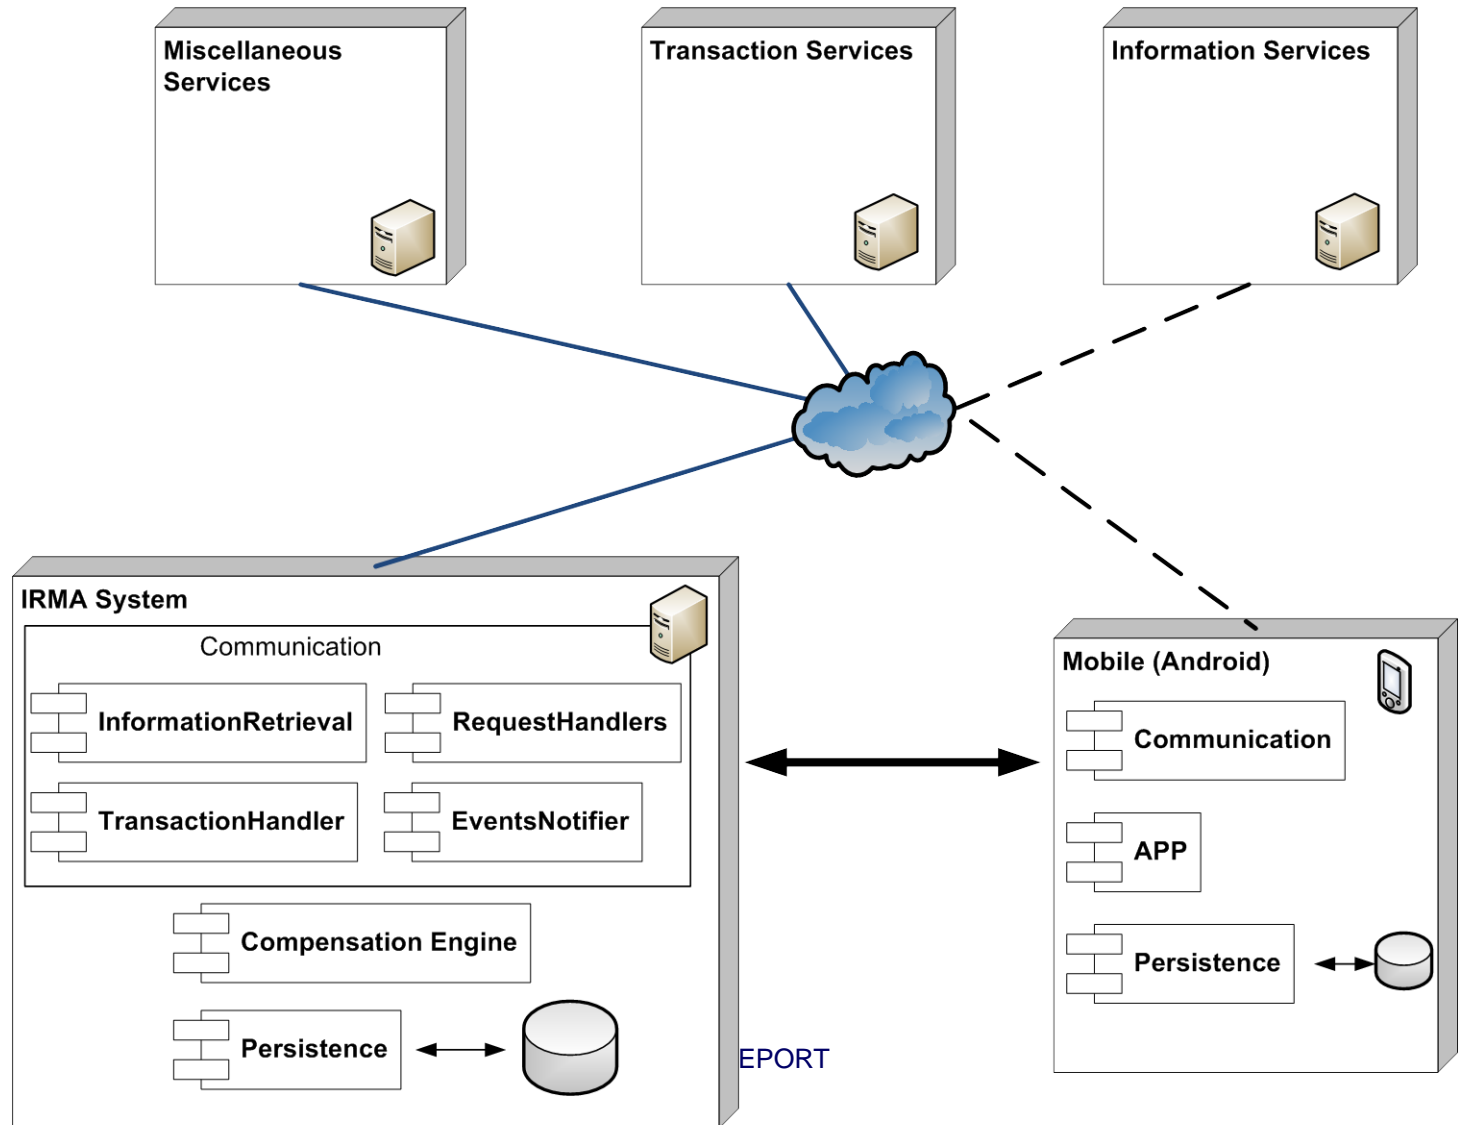 Miscellaneous
Services
Transaction Services
Information Services
IRMA System
Communication
InformationRetrieval
RequestHandlers
TransactionHandler
EventsNotifier
Compensation Engine
Persistence
Mobile (Android)
Communication
APP
Persistence
EPORT